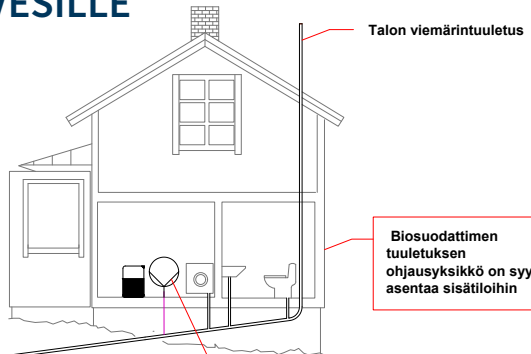 VESILLE
Talon viemärintuuletus
Biosuodattimen
tuuletuksen
ohjausyksikkö on syy
asentaa sisätiloihin